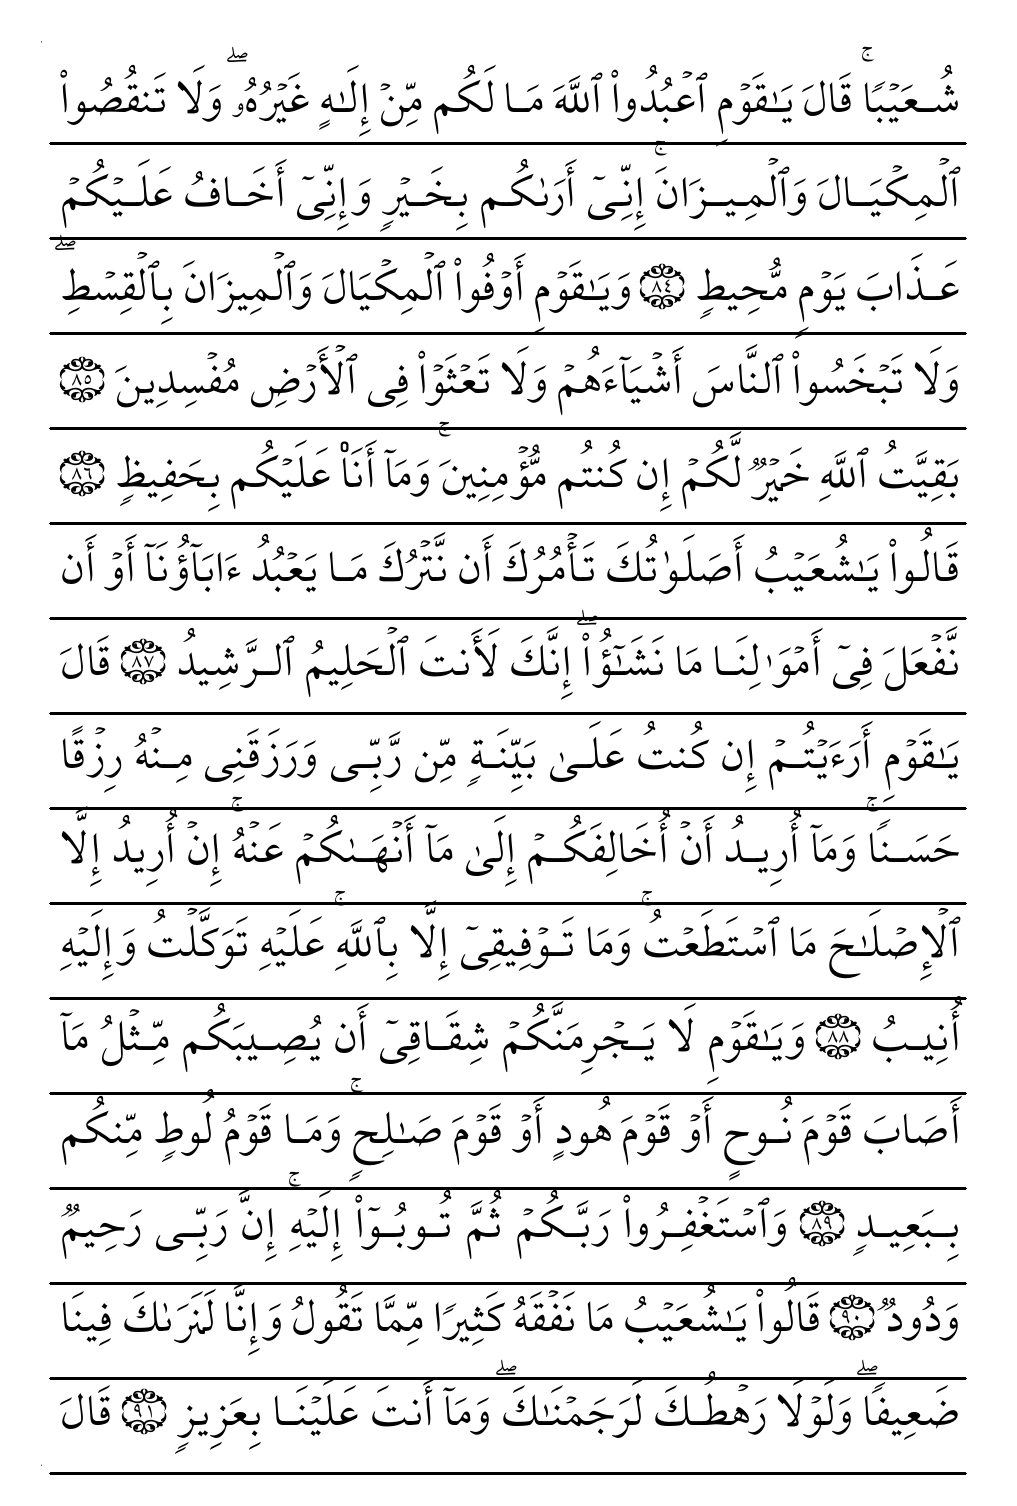 شُعَيۡبٗاۚ قَالَ يَٰقَوۡمِ ٱعۡبُدُواْ ٱللَّهَ مَا لَكُم مِّنۡ إِلَٰهٍ غَيۡرُهُۥۖ وَلَا تَنقُصُواْ
ٱلۡمِكۡيَالَ وَٱلۡمِيزَانَۚ إِنِّيٓ أَرَىٰكُم بِخَيۡرٖ وَإِنِّيٓ أَخَافُ عَلَيۡكُمۡ
عَذَابَ يَوۡمٖ مُّحِيطٖ ٨٤ وَيَٰقَوۡمِ أَوۡفُواْ ٱلۡمِكۡيَالَ وَٱلۡمِيزَانَ بِٱلۡقِسۡطِۖ
وَلَا تَبۡخَسُواْ ٱلنَّاسَ أَشۡيَآءَهُمۡ وَلَا تَعۡثَوۡاْ فِي ٱلۡأَرۡضِ مُفۡسِدِينَ ٨٥
بَقِيَّتُ ٱللَّهِ خَيۡرٞ لَّكُمۡ إِن كُنتُم مُّؤۡمِنِينَۚ وَمَآ أَنَا۠ عَلَيۡكُم بِحَفِيظٖ ٨٦
قَالُواْ يَٰشُعَيۡبُ أَصَلَوٰتُكَ تَأۡمُرُكَ أَن نَّتۡرُكَ مَا يَعۡبُدُ ءَابَآؤُنَآ أَوۡ أَن
نَّفۡعَلَ فِيٓ أَمۡوَٰلِنَا مَا نَشَٰٓؤُاْۖ إِنَّكَ لَأَنتَ ٱلۡحَلِيمُ ٱلرَّشِيدُ ٨٧ قَالَ
يَٰقَوۡمِ أَرَءَيۡتُمۡ إِن كُنتُ عَلَىٰ بَيِّنَةٖ مِّن رَّبِّي وَرَزَقَنِي مِنۡهُ رِزۡقًا
حَسَنٗاۚ وَمَآ أُرِيدُ أَنۡ أُخَالِفَكُمۡ إِلَىٰ مَآ أَنۡهَىٰكُمۡ عَنۡهُۚ إِنۡ أُرِيدُ إِلَّا
ٱلۡإِصۡلَٰحَ مَا ٱسۡتَطَعۡتُۚ وَمَا تَوۡفِيقِيٓ إِلَّا بِٱللَّهِۚ عَلَيۡهِ تَوَكَّلۡتُ وَإِلَيۡهِ
أُنِيبُ ٨٨ وَيَٰقَوۡمِ لَا يَجۡرِمَنَّكُمۡ شِقَاقِيٓ أَن يُصِيبَكُم مِّثۡلُ مَآ
أَصَابَ قَوۡمَ نُوحٍ أَوۡ قَوۡمَ هُودٍ أَوۡ قَوۡمَ صَٰلِحٖۚ وَمَا قَوۡمُ لُوطٖ مِّنكُم
بِبَعِيدٖ ٨٩ وَٱسۡتَغۡفِرُواْ رَبَّكُمۡ ثُمَّ تُوبُوٓاْ إِلَيۡهِۚ إِنَّ رَبِّي رَحِيمٞ
وَدُودٞ ٩٠ قَالُواْ يَٰشُعَيۡبُ مَا نَفۡقَهُ كَثِيرٗا مِّمَّا تَقُولُ وَإِنَّا لَنَرَىٰكَ فِينَا
ضَعِيفٗاۖ وَلَوۡلَا رَهۡطُكَ لَرَجَمۡنَٰكَۖ وَمَآ أَنتَ عَلَيۡنَا بِعَزِيزٖ ٩١ قَالَ